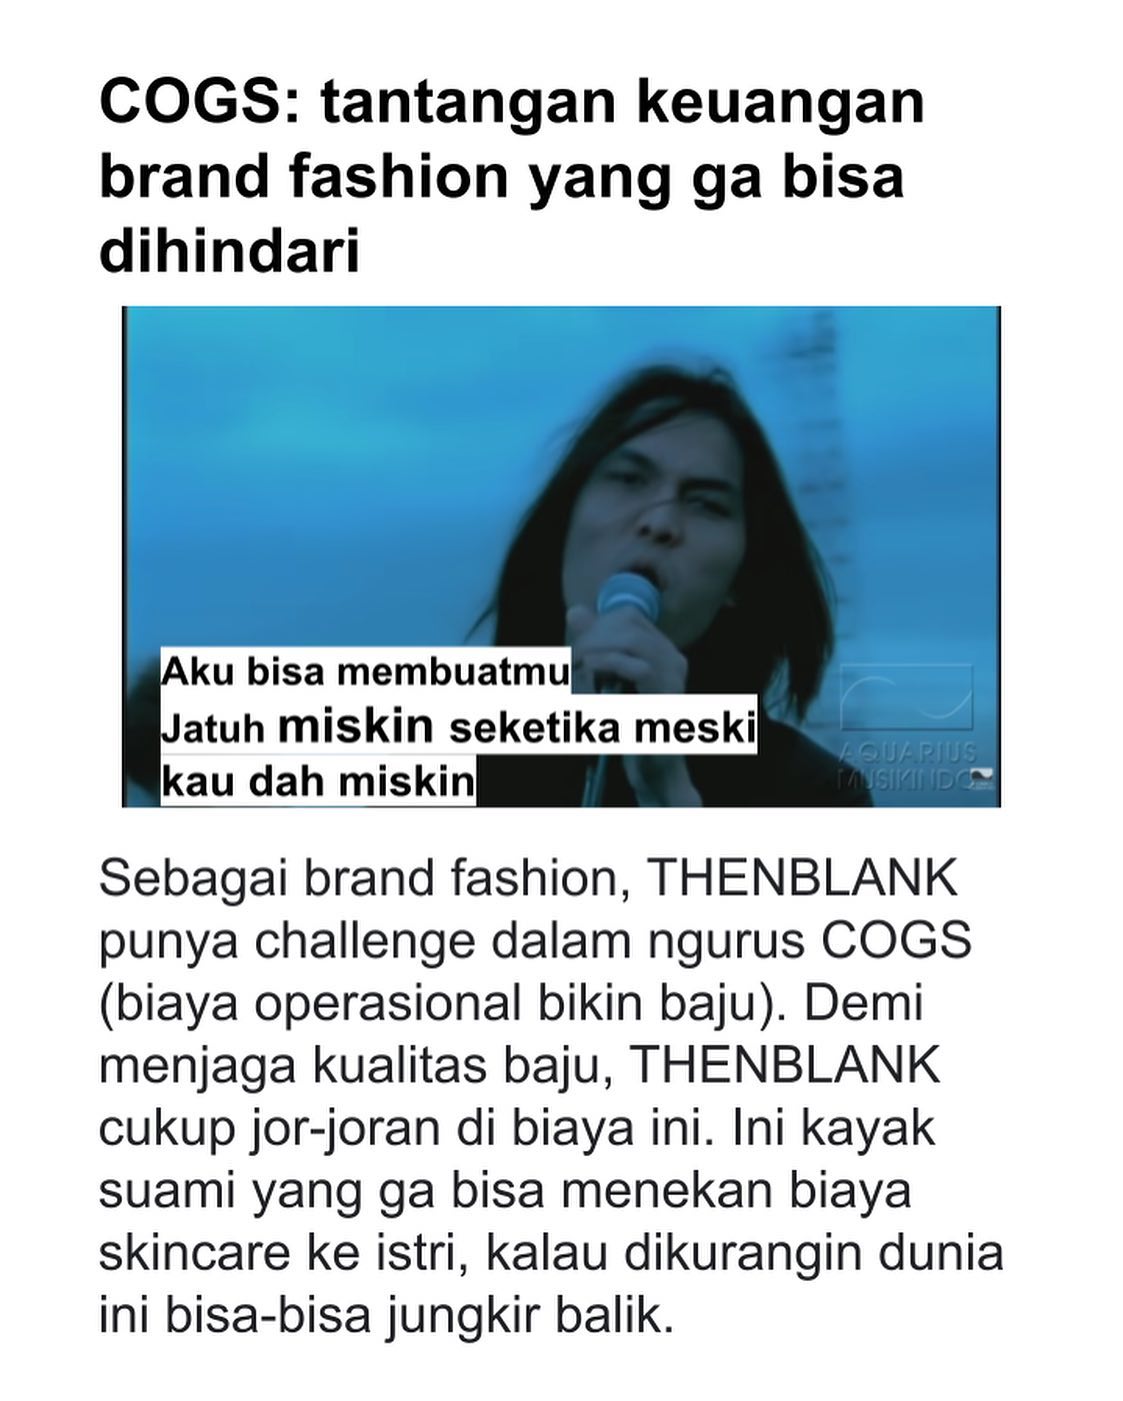 COGS: tantangan keuangan
brand fashion yang ga bisa
dihindari
Aku bisa membuatmu
Jatuh miskin seketika meski
kau dah miskin
AQUARIUS
MUSIKINDO
Sebagai brand fashion, THENBLANK
punya challenge dalam ngurus COGS
(biaya operasional bikin baju). Demi
menjaga kualitas baju, THENBLANK
cukup jor-joran di biaya ini. Ini kayak
suami yang ga bisa menekan biaya
skincare ke istri, kalau dikurangin dunia
ini bisa-bisa jungkir balik.